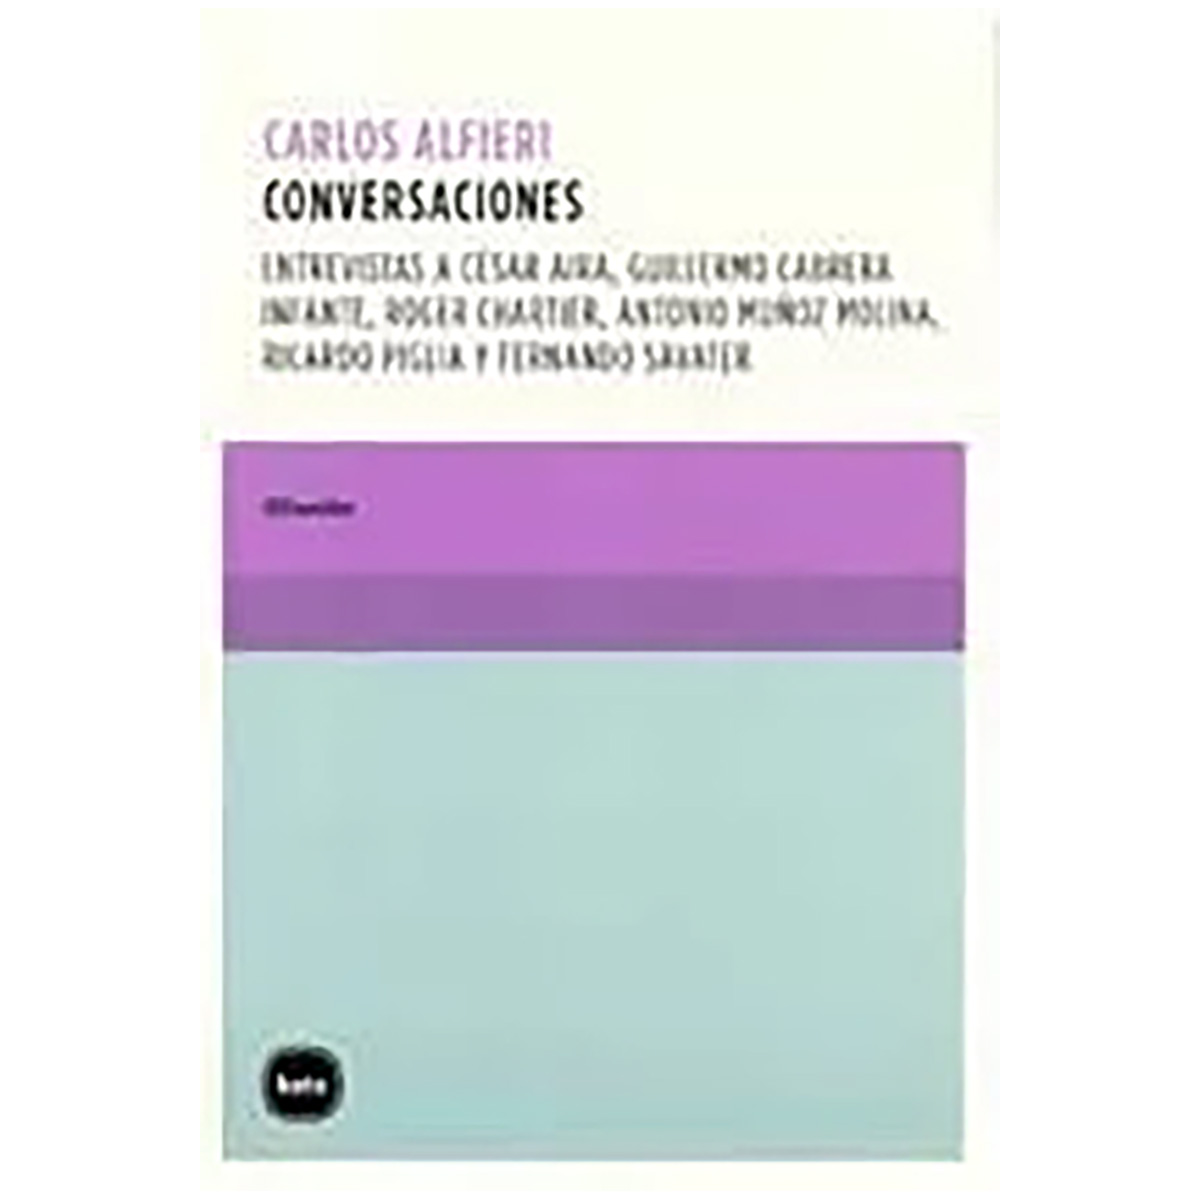 CARLOS ALFIERI
CONVERSACIONES
ENTREVISTAS A CÉSAR AIRA, GUILLERMO CABRERA
INFANTE, ROGER CHARTIER, ANTONIO MUÑOZ MOLINA,
RICARDO PIGLIA Y FERNANDO SAVATER
katz